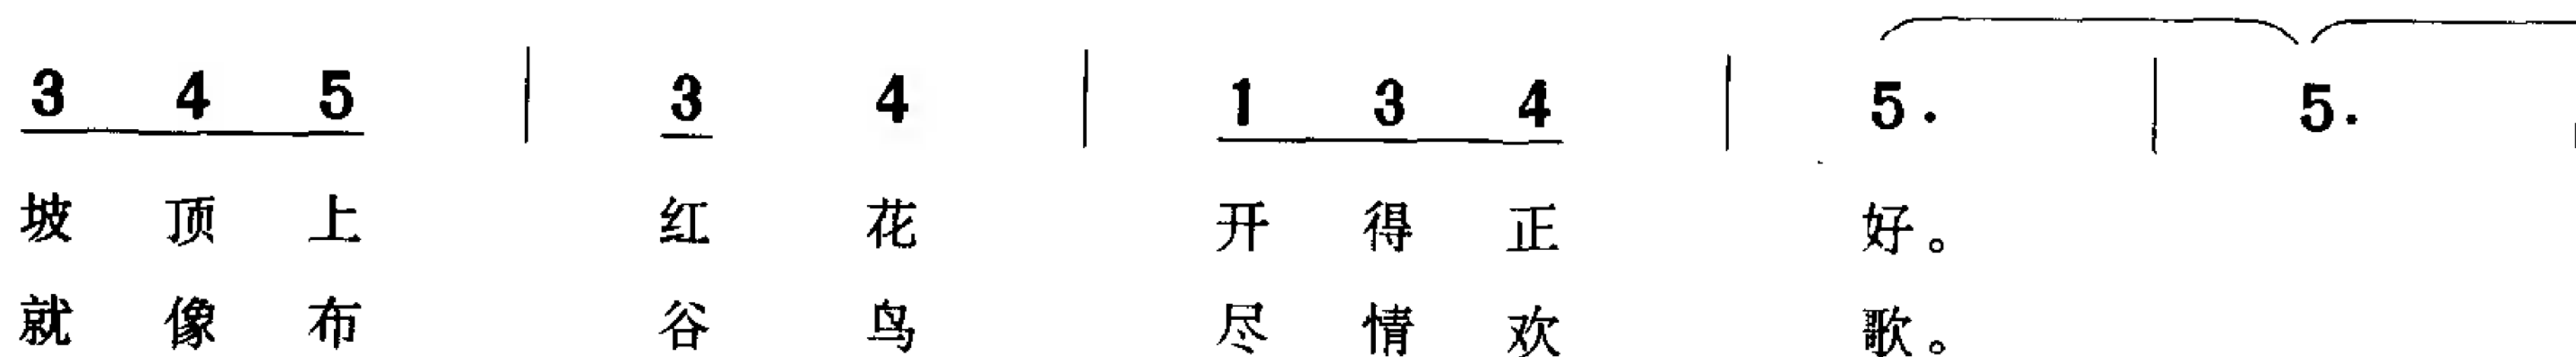 3 4 5 | 3 4 | 1 3 4 | 5. | 5.
坡 顶 上 红 花 开 得 正 好。
就 像 布 谷 鸟 尽 情 欢 歌。